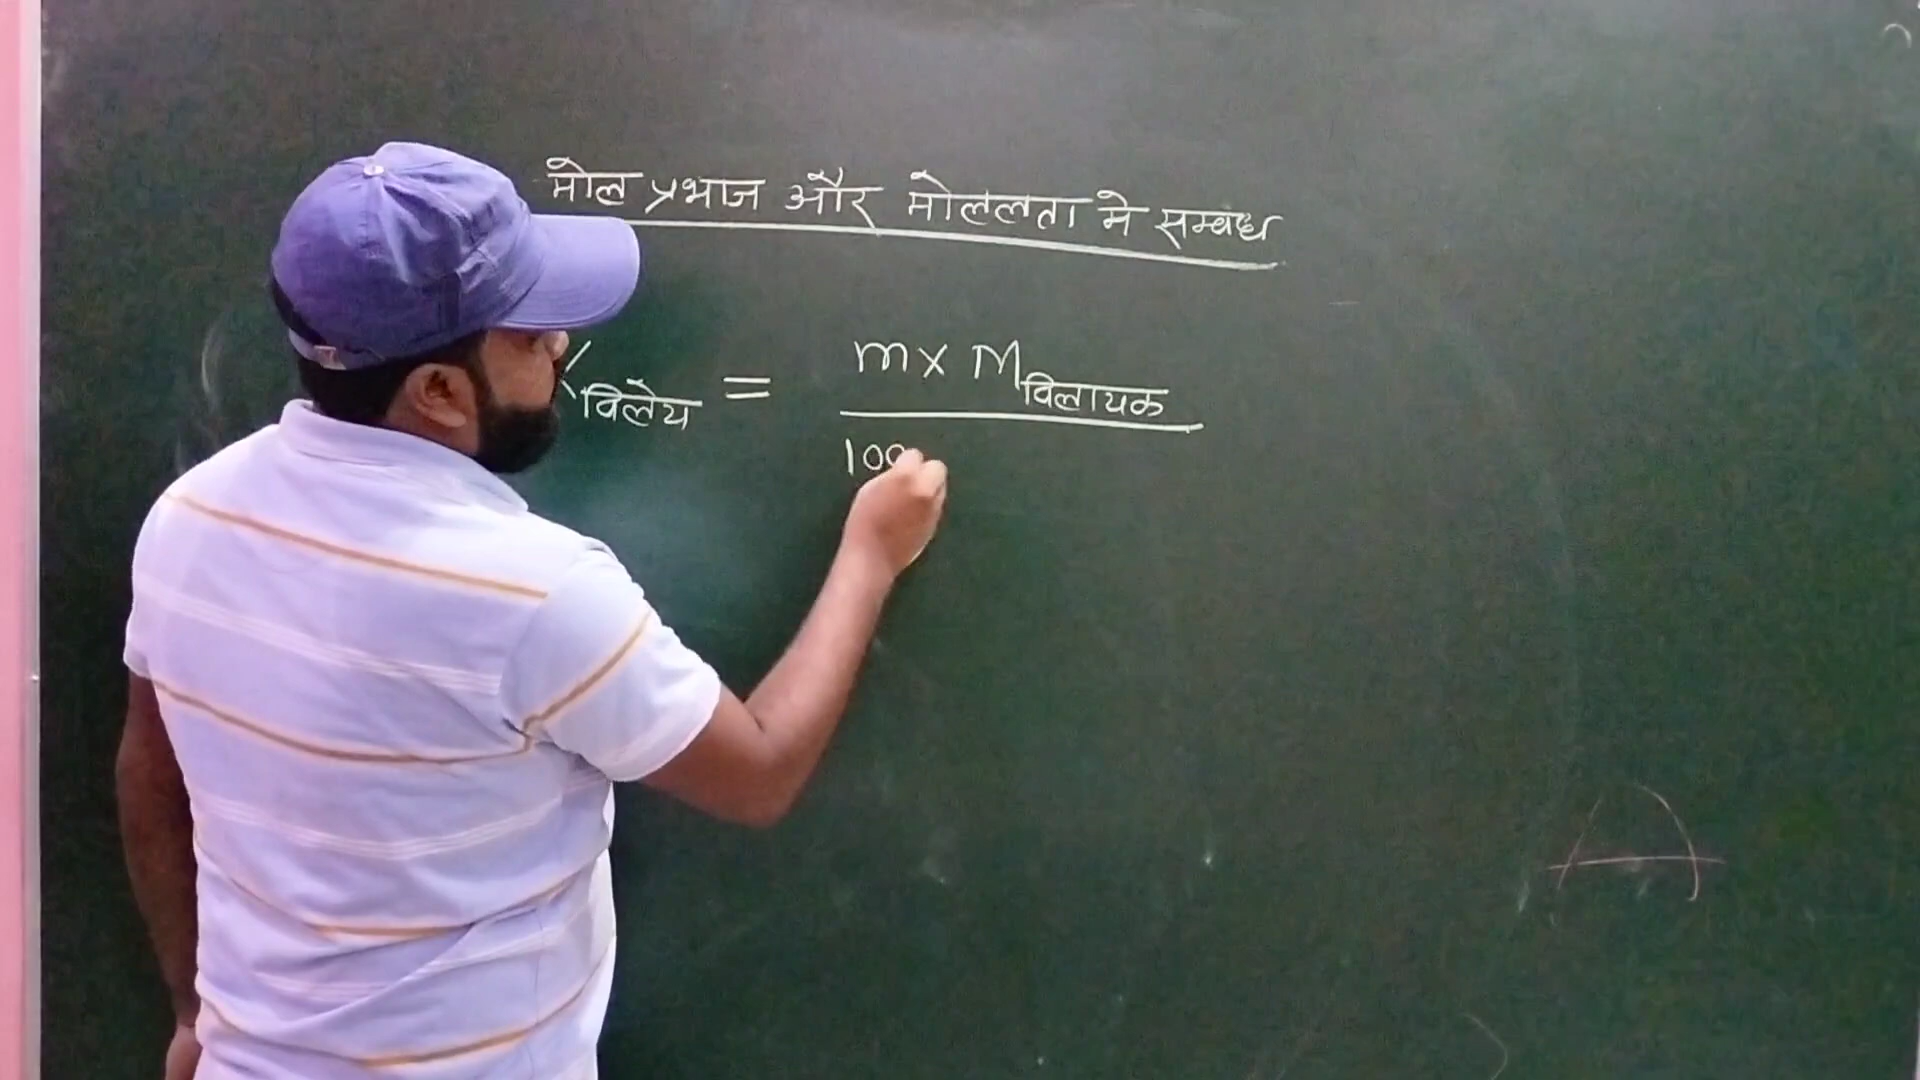 मोल प्रभाज और मोललता मे सम्बंध
X विलेय = m x M विलायक
100